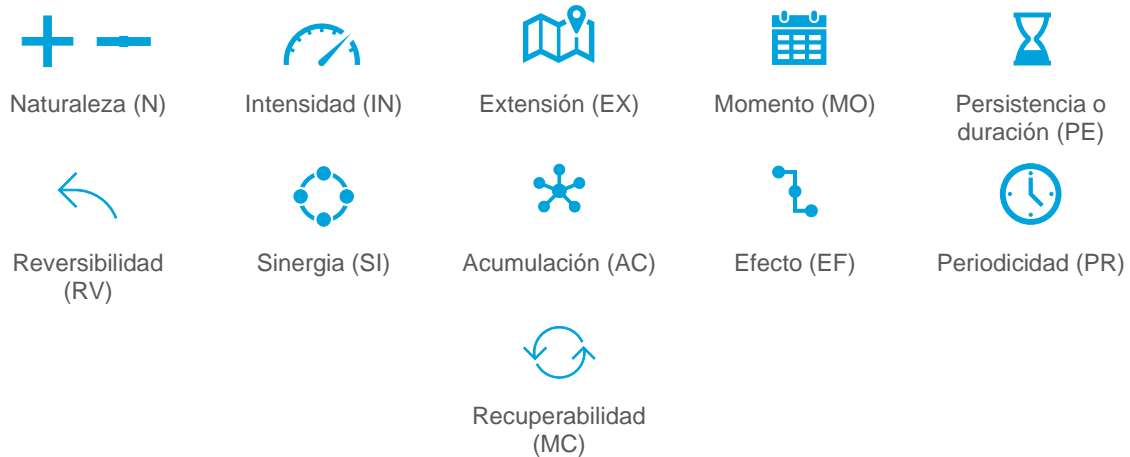 Naturaleza (N)
Intensidad (IN)
Extensión (EX)
Momento (MO)
Persistencia o
duración (PE)
Reversibilidad
(RV)
Sinergia (SI)
Acumulación (AC)
Efecto (EF)
Periodicidad (PR)
Recuperabilidad
(MC)